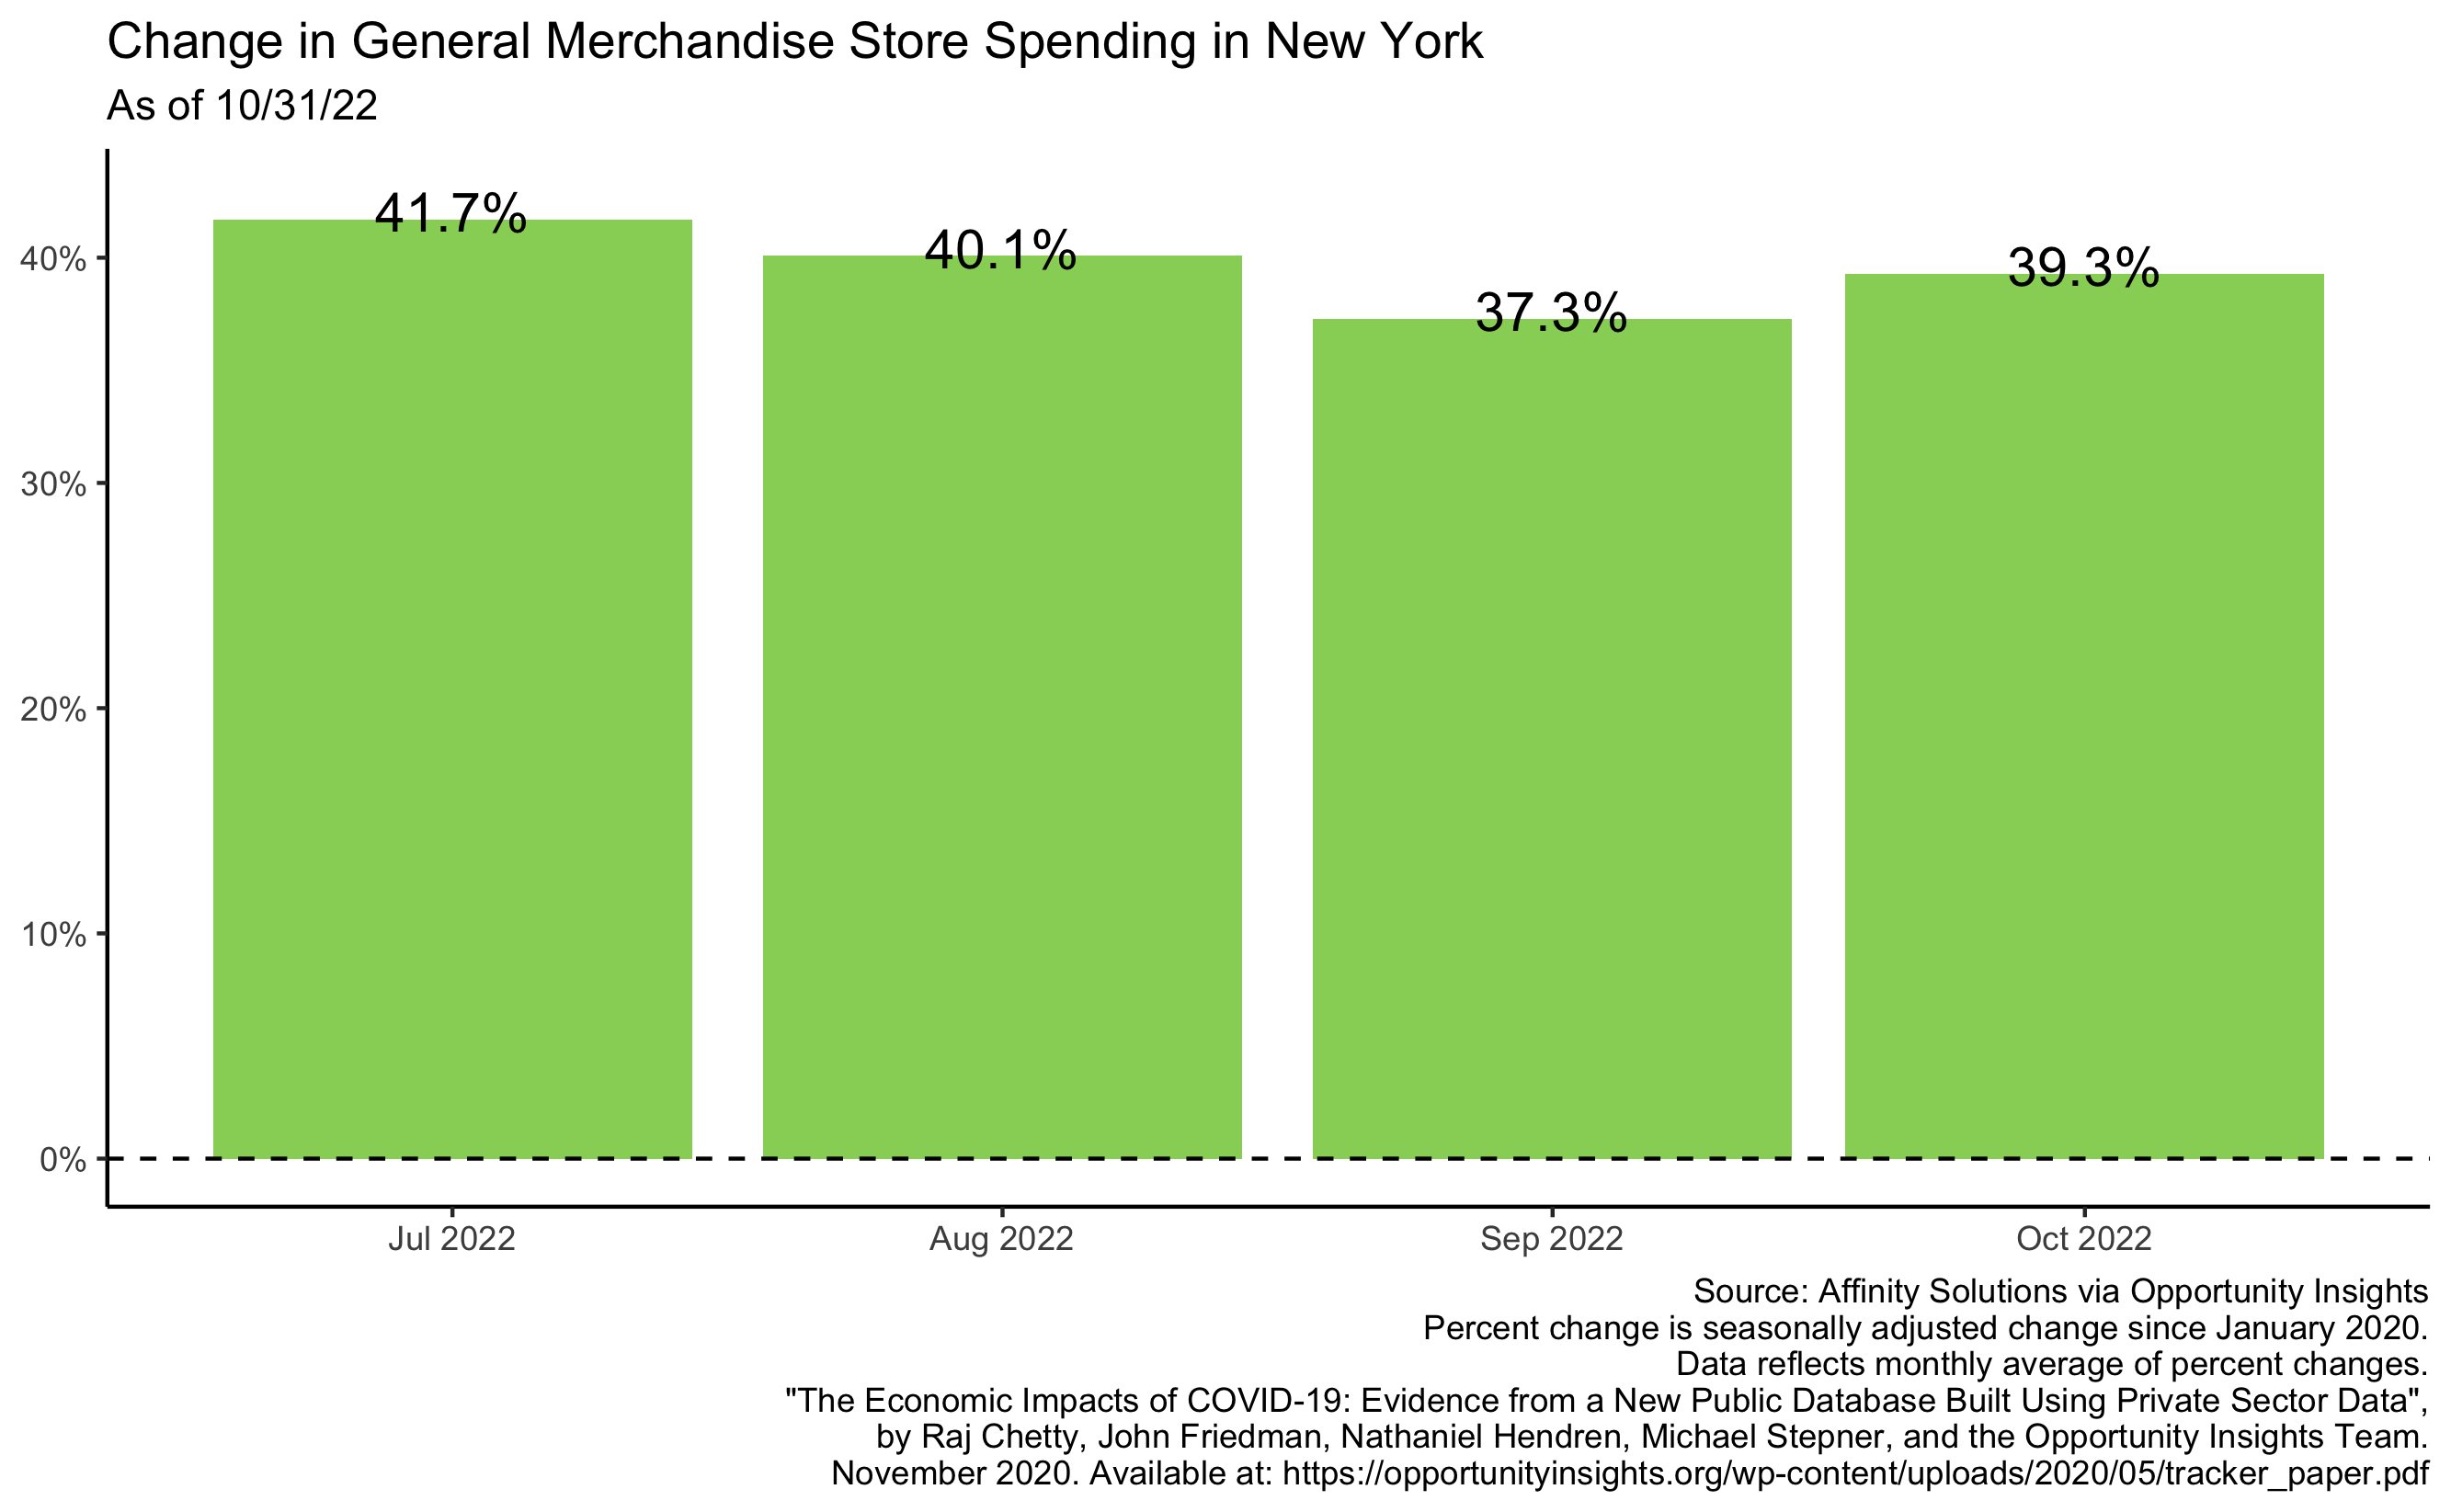 Change in General Merchandise Store Spending in New York
As of 10/31/22
41.7%
40.1%
37.3%
39.3%
40%
30%
20%
10%
0%
Jul 2022
Aug 2022
Sep 2022
Oct 2022
Source: Affinity Solutions via Opportunity Insights
Percent change is seasonally adjusted change since January 2020.
Data reflects monthly average of percent changes.
"The Economic Impacts of COVID-19: Evidence from a New Public Database Built Using Private Sector Data",
by Raj Chetty, John Friedman, Nathaniel Hendren, Michael Stepner, and the Opportunity Insights Team.
November 2020. Available at: https://opportunityinsights.org/wp-content/uploads/2020/05/tracker_paper.pdf